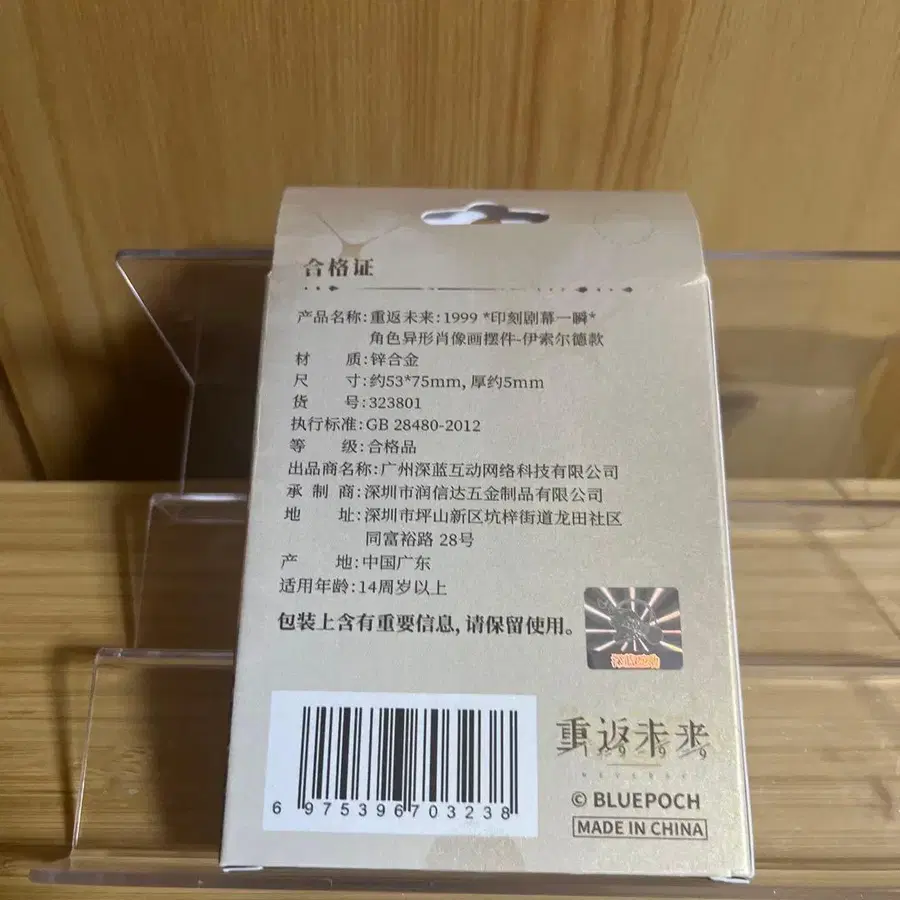 合格证
产品名称:重返未来:1999 *印刻剧幕一瞬*
角色异形肖像画摆件-伊索尔德款
材 质:锌合金
尺 寸:约53*75mm, 厚约5mm
货 号:323801
执行标准:GB 28480-2012
等 级:合格品
出品商名称:广州深蓝互动网络科技有限公司
承 制 商:深圳市润信达五金制品有限公司
地 址:深圳市坪山新区坑梓街道龙田社区
同富裕路 28号
产 地:中国广东
适用年龄:14周岁以上
包装上含有重要信息, 请保留使用。
6 975396703238
重返未来
1999
© BLUEPOCH
MADE IN CHINA